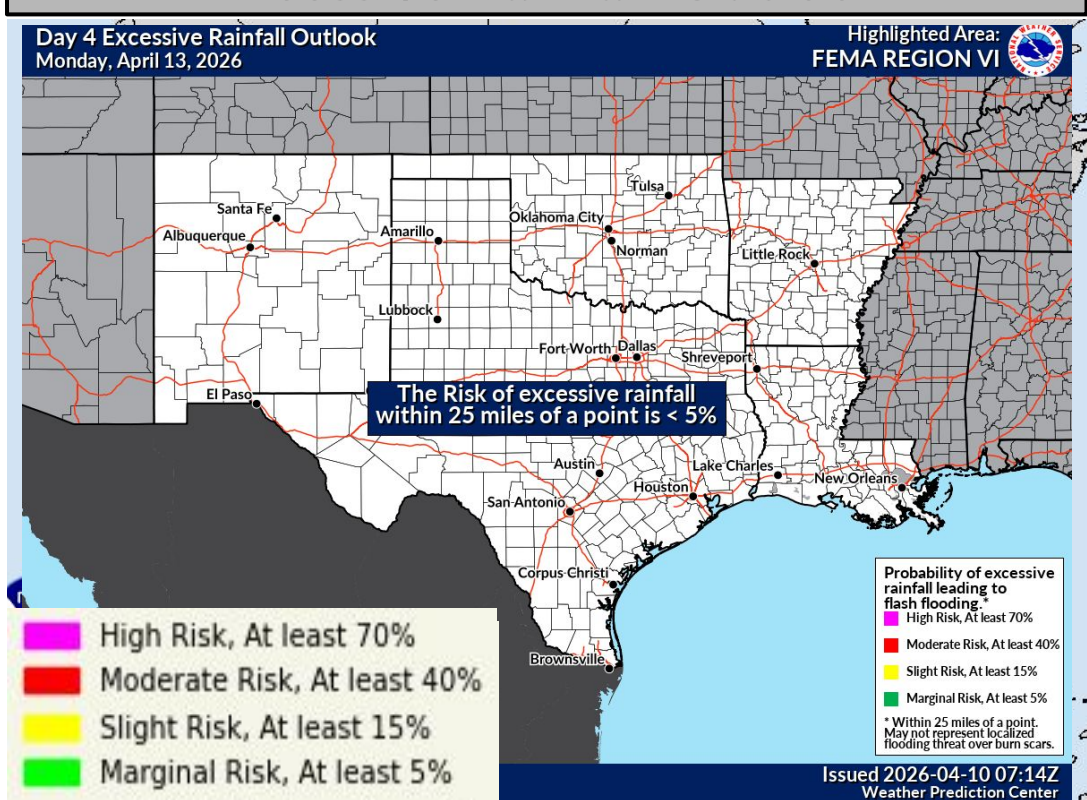 Day 4 Excessive Rainfall Outlook
Monday, April 13, 2026
Highlighted Area:
FEMA REGION VI
Tulsa
Santa Fe
Oklahoma City
Albuquerque
Amarillo
Norman
Little Rock
Lubbock
Fort Worth
Dallas
Shreveport
El Paso
The Risk of excessive rainfall
within 25 miles of a point is < 5%
Austin
Lake Charles
New Orleans
Houston
San Antonio
Corpus Christi
Brownsville
Probability of excessive
rainfall leading to
flash flooding.*
High Risk, At least 70%
Moderate Risk, At least 40%
Slight Risk, At least 15%
Marginal Risk, At least 5%
* Within 25 miles of a point.
May not represent localized
flooding threat over burn scars.
High Risk, At least 70%
Moderate Risk, At least 40%
Slight Risk, At least 15%
Marginal Risk, At least 5%
Issued 2026-04-10 07:14Z
Weather Prediction Center